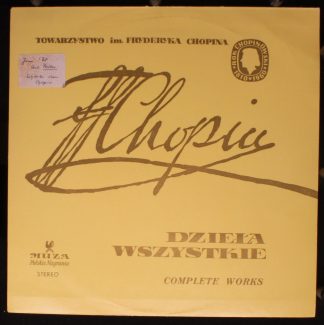 TOWARZYSTWO im. FRYDERYKA CHOPINA
ROK CHOPINOWSKI
1810 1960
Chopin
DZIEŁA
WSZYSTKIE
COMPLETE WORKS
MUZA
Polskie Nagrania
STEREO